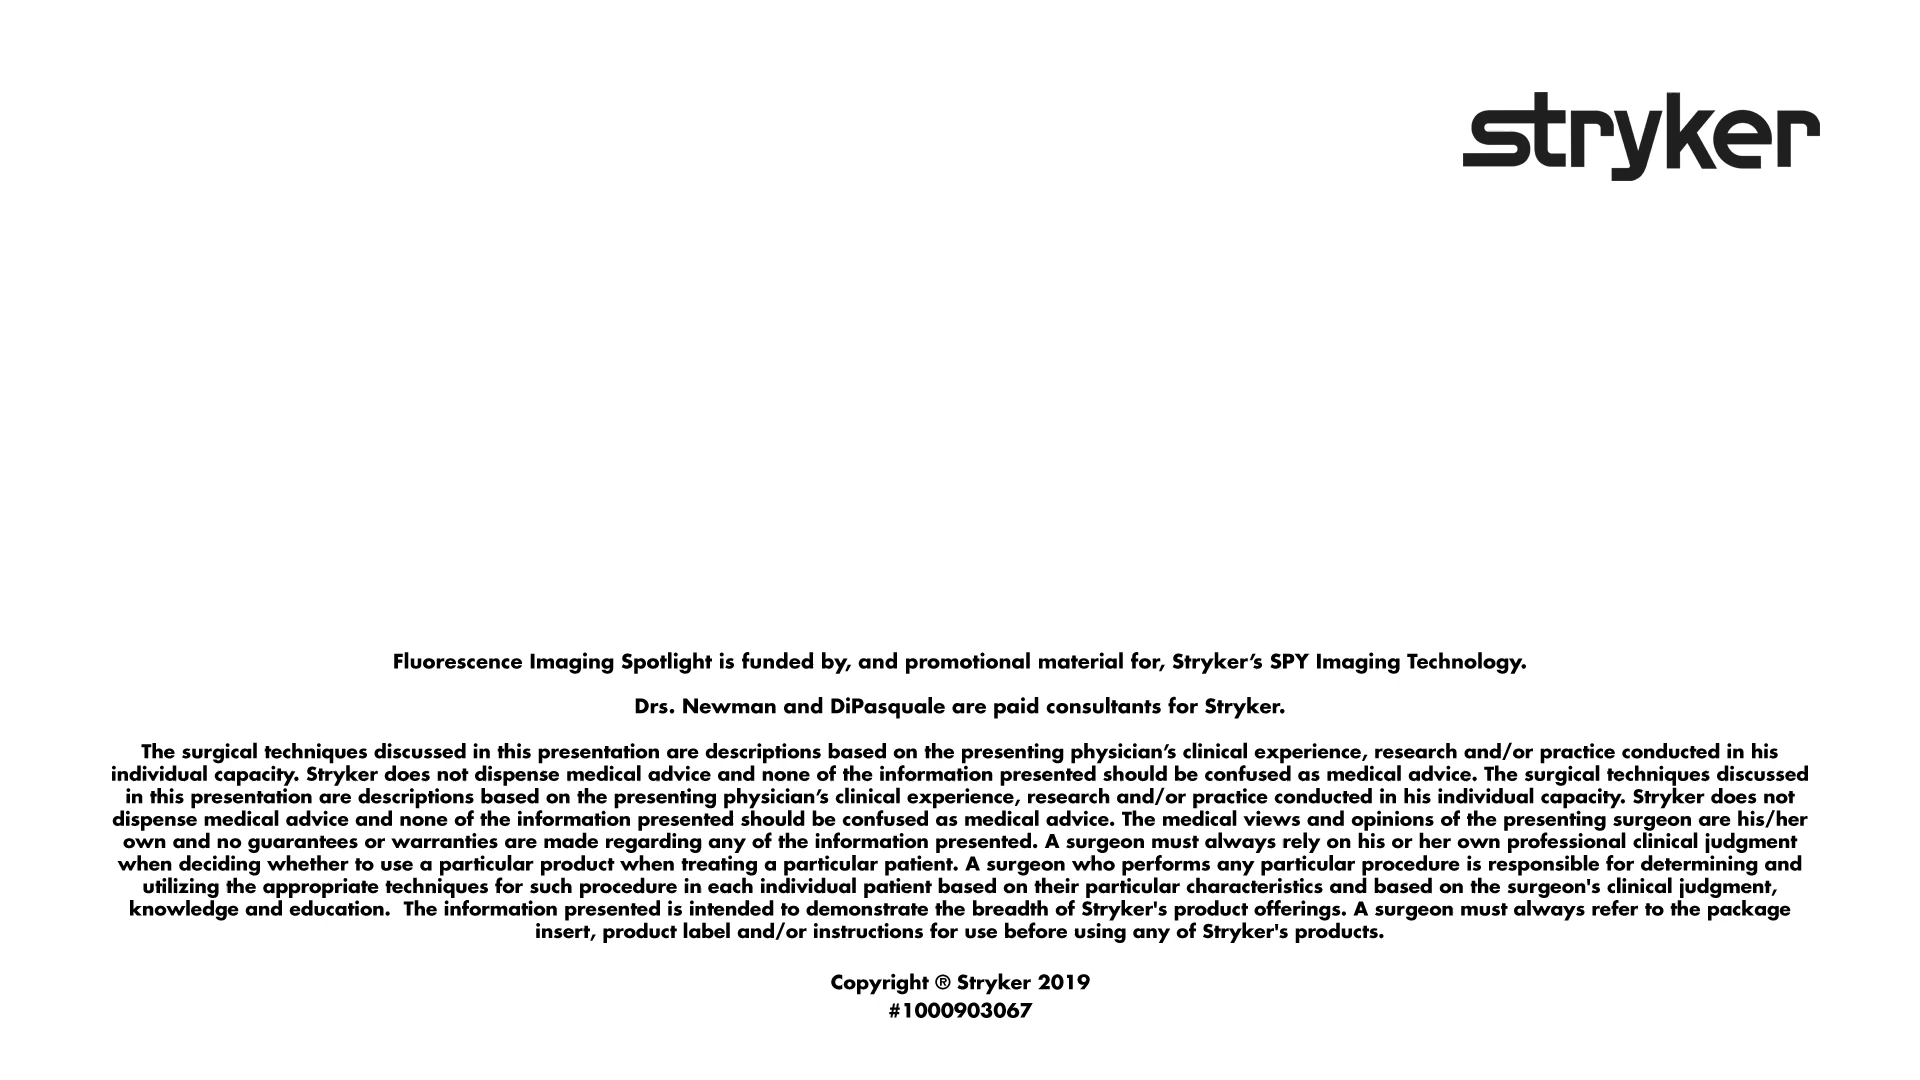 stryker
Fluorescence Imaging Spotlight is funded by, and promotional material for, Stryker’s SPY Imaging Technology.
Drs. Newman and DiPasquale are paid consultants for Stryker.
The surgical techniques discussed in this presentation are descriptions based on the presenting physician’s clinical experience, research and/or practice conducted in his
individual capacity. Stryker does not dispense medical advice and none of the information presented should be confused as medical advice. The surgical techniques discussed
in this presentation are descriptions based on the presenting physician’s clinical experience, research and/or practice conducted in his individual capacity. Stryker does not
dispense medical advice and none of the information presented should be confused as medical advice. The medical views and opinions of the presenting surgeon are his/her
own and no guarantees or warranties are made regarding any of the information presented. A surgeon must always rely on his or her own professional clinical judgment
when deciding whether to use a particular product when treating a particular patient. A surgeon who performs any particular procedure is responsible for determining and
utilizing the appropriate techniques for such procedure in each individual patient based on their particular characteristics and based on the surgeon's clinical judgment,
knowledge and education.  The information presented is intended to demonstrate the breadth of Stryker's product offerings. A surgeon must always refer to the package
insert, product label and/or instructions for use before using any of Stryker's products.
Copyright ® Stryker 2019
#1000903067